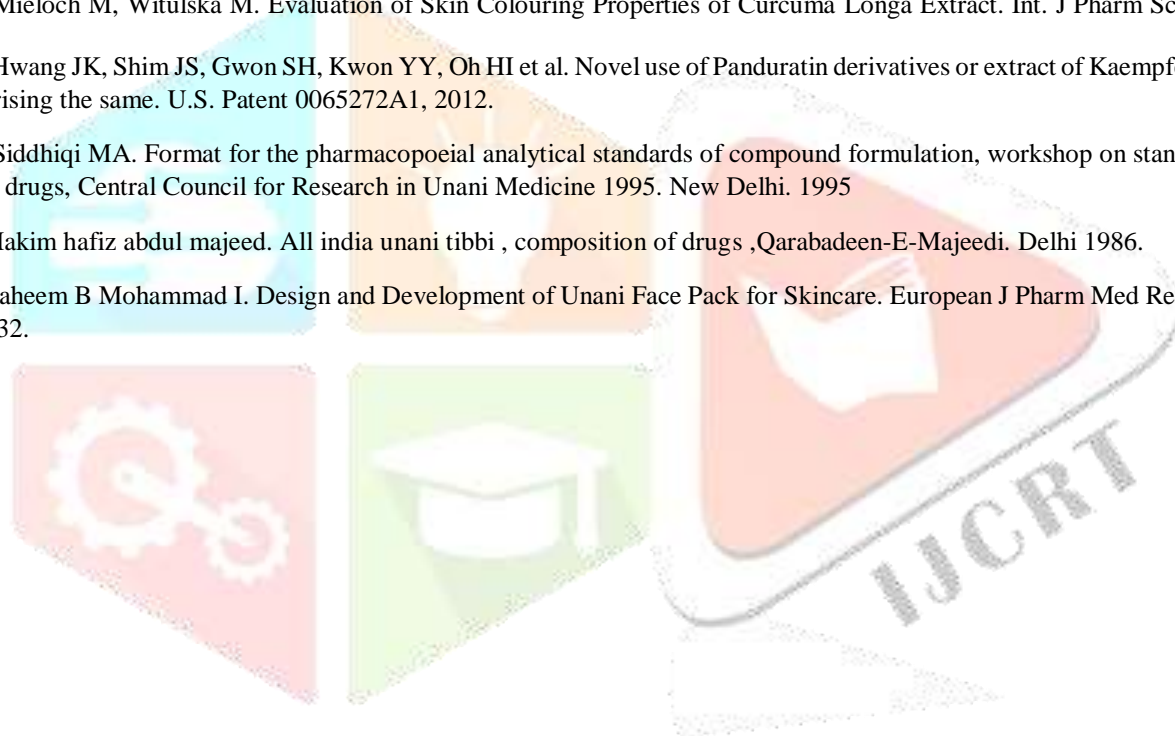 Mieloch M, Witulska M. Evaluation of Skin Colouring Properties of Curcuma Longa Extract. Int. J Pharm Sc
Hwang JK, Shim JS, Gwon SH, Kwon YY, Oh HI et al. Novel use of Panduratin derivatives or extract of Kaempf
rising the same. U.S. Patent 0065272A1, 2012.
Siddhiqi MA. Format for the pharmacopoeial analytical standards of compound formulation, workshop on stan
drugs, Central Council for Research in Unani Medicine 1995. New Delhi. 1995
Hakim hafiz abdul majeed. All india unani tibbi , composition of drugs ,Qarabadeen-E-Majeedi. Delhi 1986.
aheem B Mohammad I. Design and Development of Unani Face Pack for Skincare. European J Pharm Med Re
32.
IJCRT